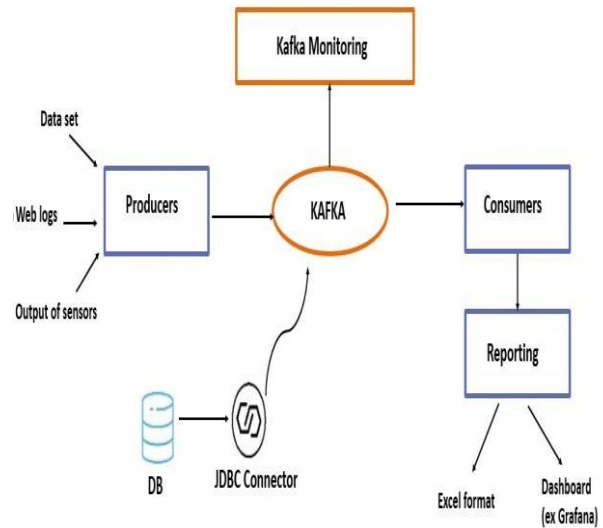 Kafka Monitoring
Data set
Producers
KAFKA
Consumers
Web logs
Output of sensors
Reporting
DB
JDBC Connector
Excel format
Dashboard
(ex Grafana)